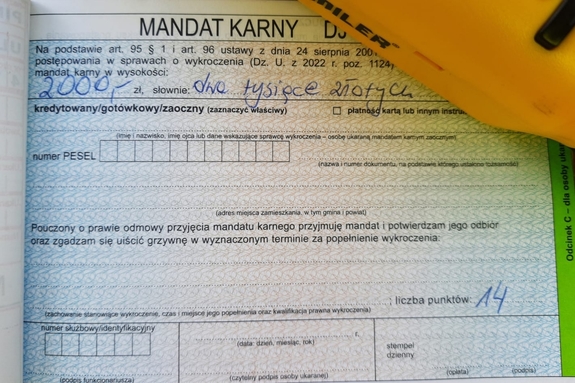 MANDAT KARNY DJ
Na podstawie art. 95 § 1 i art. 96 ustawy z dnia 24 sierpnia 2001
postępowania w sprawach o wykroczenia (Dz. U. z 2022 r. poz. 1124)
mandat karny w wysokości:
2000,- zł, słownie: dwa tysiące złotych
kredytowany/gotówkowy/zaoczny (zaznaczyć właściwy) płatność kartą lub innym instru
(imię i nazwisko, imię ojca lub dane wskazujące sprawcę wykroczenia – osobę ukaraną mandatem karnym zaocznym)
numer PESEL
(nazwa i numer dokumentu, na podstawie którego ustalono tożsamość)
(adres miejsca zamieszkania, w tym gmina i powiat)
Pouczony o prawie odmowy przyjęcia mandatu karnego przyjmuję mandat i potwierdzam jego odbiór
oraz zgadzam się uiścić grzywnę w wyznaczonym terminie za popełnienie wykroczenia:
; liczba punktów: 14
(zachowanie stanowiące wykroczenie, czas i miejsce jego popełnienia oraz kwalifikacja prawna wykroczenia)
numer służbowy/identyfikacyjny
r.
(data: dzień, miesiąc, rok)
stempel
dzienny
(podpis funkcjonariusza)
(czytelny podpis osoby ukaranej)
(opłata) (podpis)
Odcinek C – dla osoby uka